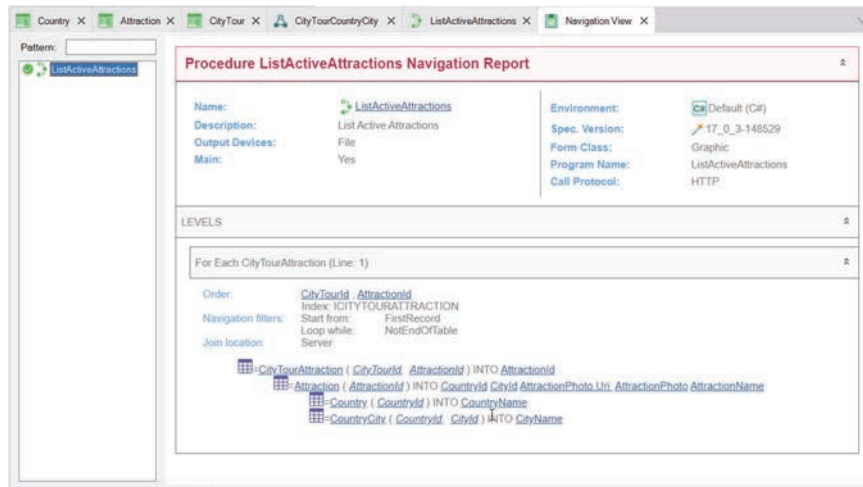 Country X Attraction X CityTour X CityTourCountryCity X ListActiveAttractions X Navigation View X
Pattern:
ListActiveAttractions
Procedure ListActiveAttractions Navigation Report
Name: ListActiveAttractions
Description: List Active Attractions
Output Devices: File
Main: Yes
Environment: C# Default (C#)
Spec. Version: 17_0_3-148529
Form Class: Graphic
Program Name: ListActiveAttractions
Call Protocol: HTTP
LEVELS
For Each CityTourAttraction (Line: 1)
Order: CityTourId , AttractionId
Index: ICITYTOURATTRACTION
Navigation filters: Start from: FirstRecord
Loop while: NotEndOfTable
Join location: Server
=CityTourAttraction ( CityTourId, AttractionId ) INTO AttractionId
=Attraction ( AttractionId ) INTO CountryId CityId AttractionPhoto.Uri AttractionPhoto AttractionName
=Country ( CountryId ) INTO CountryName
=CountryCity ( CountryId, CityId ) INTO CityName